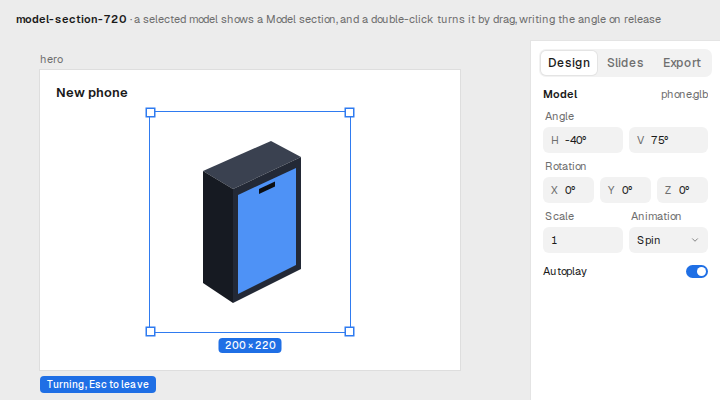 model-section-720 · a selected model shows a Model section, and a double-click turns it by drag, writing the angle on release
hero
New phone
200 × 220
Turning, Esc to leave
Design Slides Export
Model phone.glb
Angle
H -40° V 75°
Rotation
X 0° Y 0° Z 0°
Scale Animation
1 Spin
Autoplay